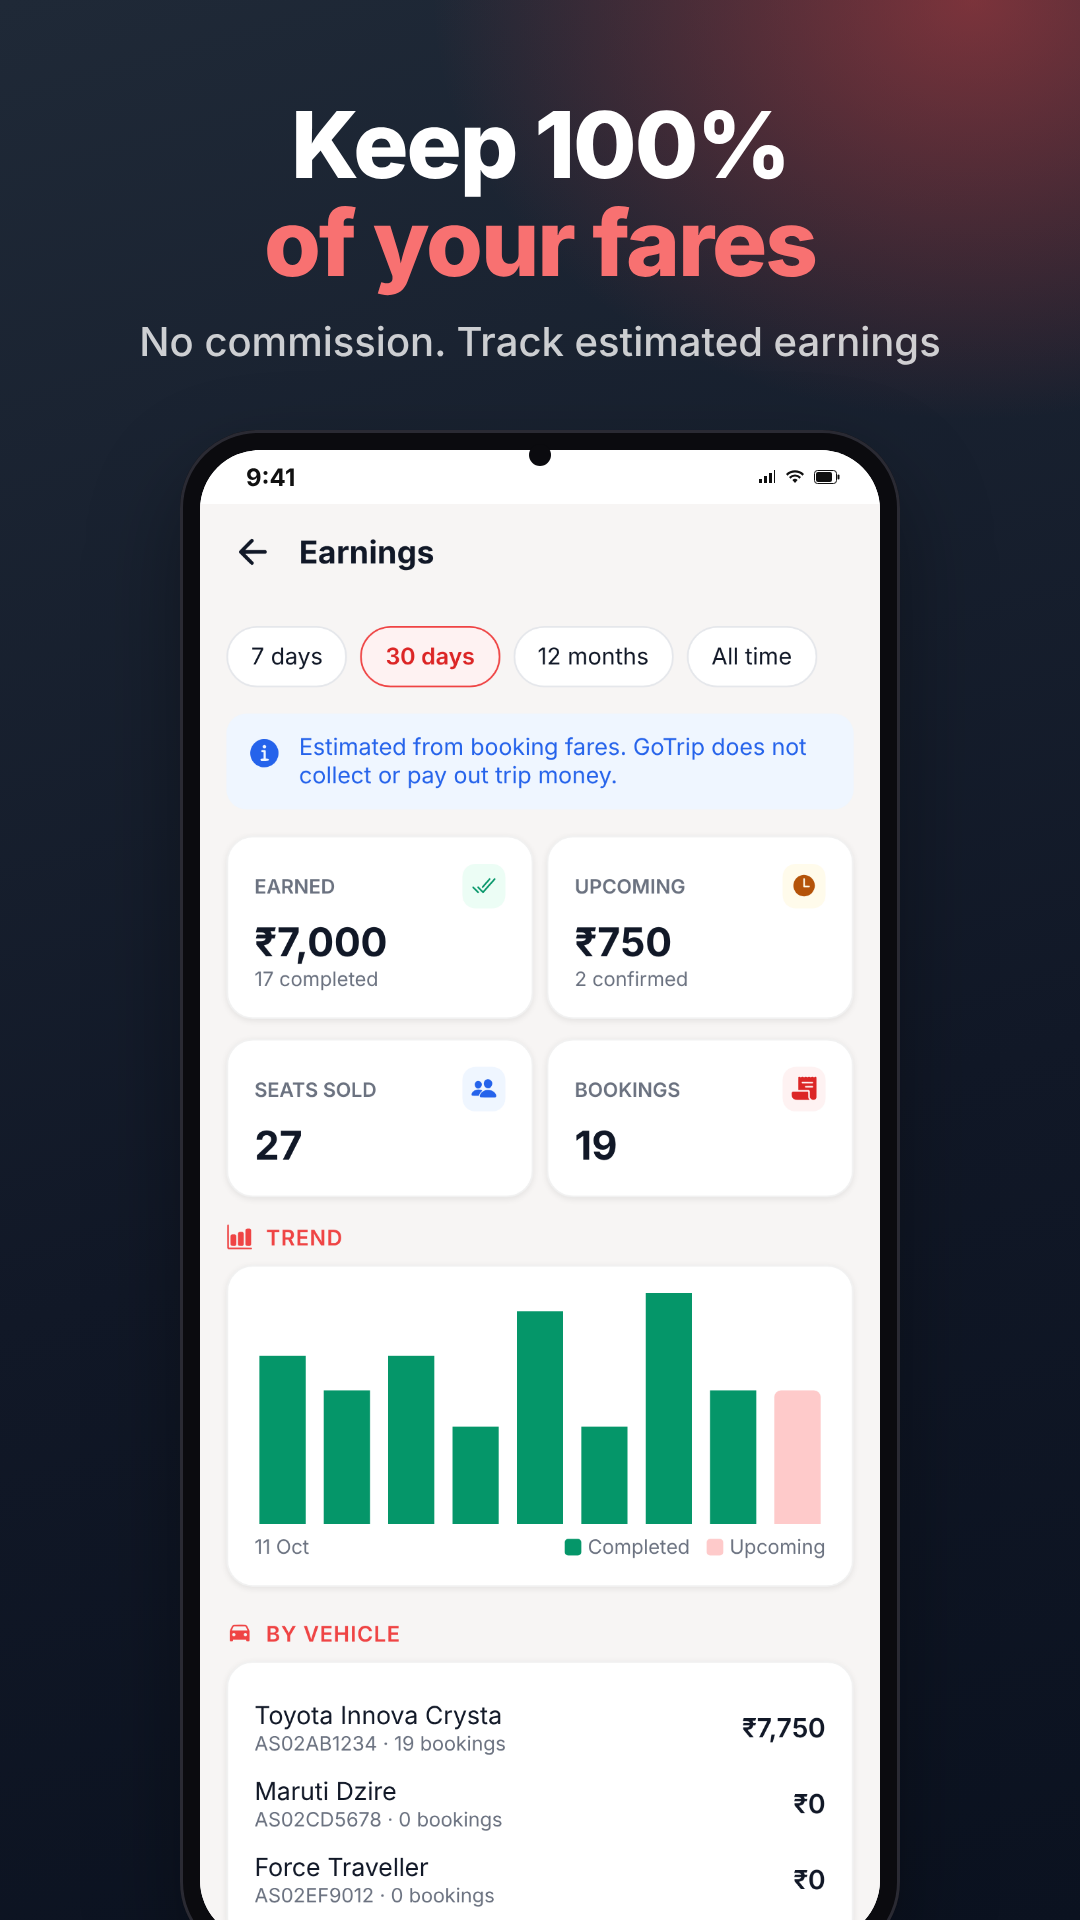 Keep 100%
of your fares
No commission. Track estimated earnings
9:41
Earnings
7 days
30 days
12 months
All time
Estimated from booking fares. GoTrip does not
collect or pay out trip money.
EARNED
₹7,000
17 completed
UPCOMING
₹750
2 confirmed
SEATS SOLD
27
BOOKINGS
19
TREND
11 Oct
Completed
Upcoming
BY VEHICLE
Toyota Innova Crysta
AS02AB1234 · 19 bookings
₹7,750
Maruti Dzire
AS02CD5678 · 0 bookings
₹0
Force Traveller
AS02EF9012 · 0 bookings
₹0